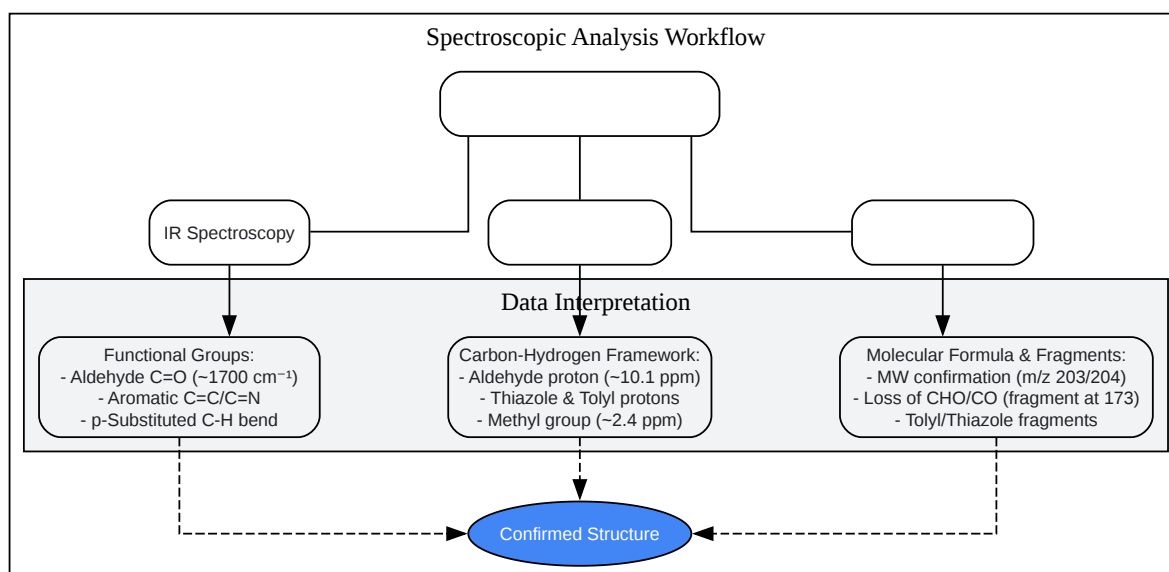 Spectroscopic Analysis Workflow
IR Spectroscopy
Data Interpretation
Functional Groups:
- Aldehyde C=O (~1700 cm⁻¹)
- Aromatic C=C/C=N
- p-Substituted C-H bend
Carbon-Hydrogen Framework:
- Aldehyde proton (~10.1 ppm)
- Thiazole & Tolyl protons
- Methyl group (~2.4 ppm)
Molecular Formula & Fragments:
- MW confirmation (m/z 203/204)
- Loss of CHO/CO (fragment at 173)
- Tolyl/Thiazole fragments
Confirmed Structure